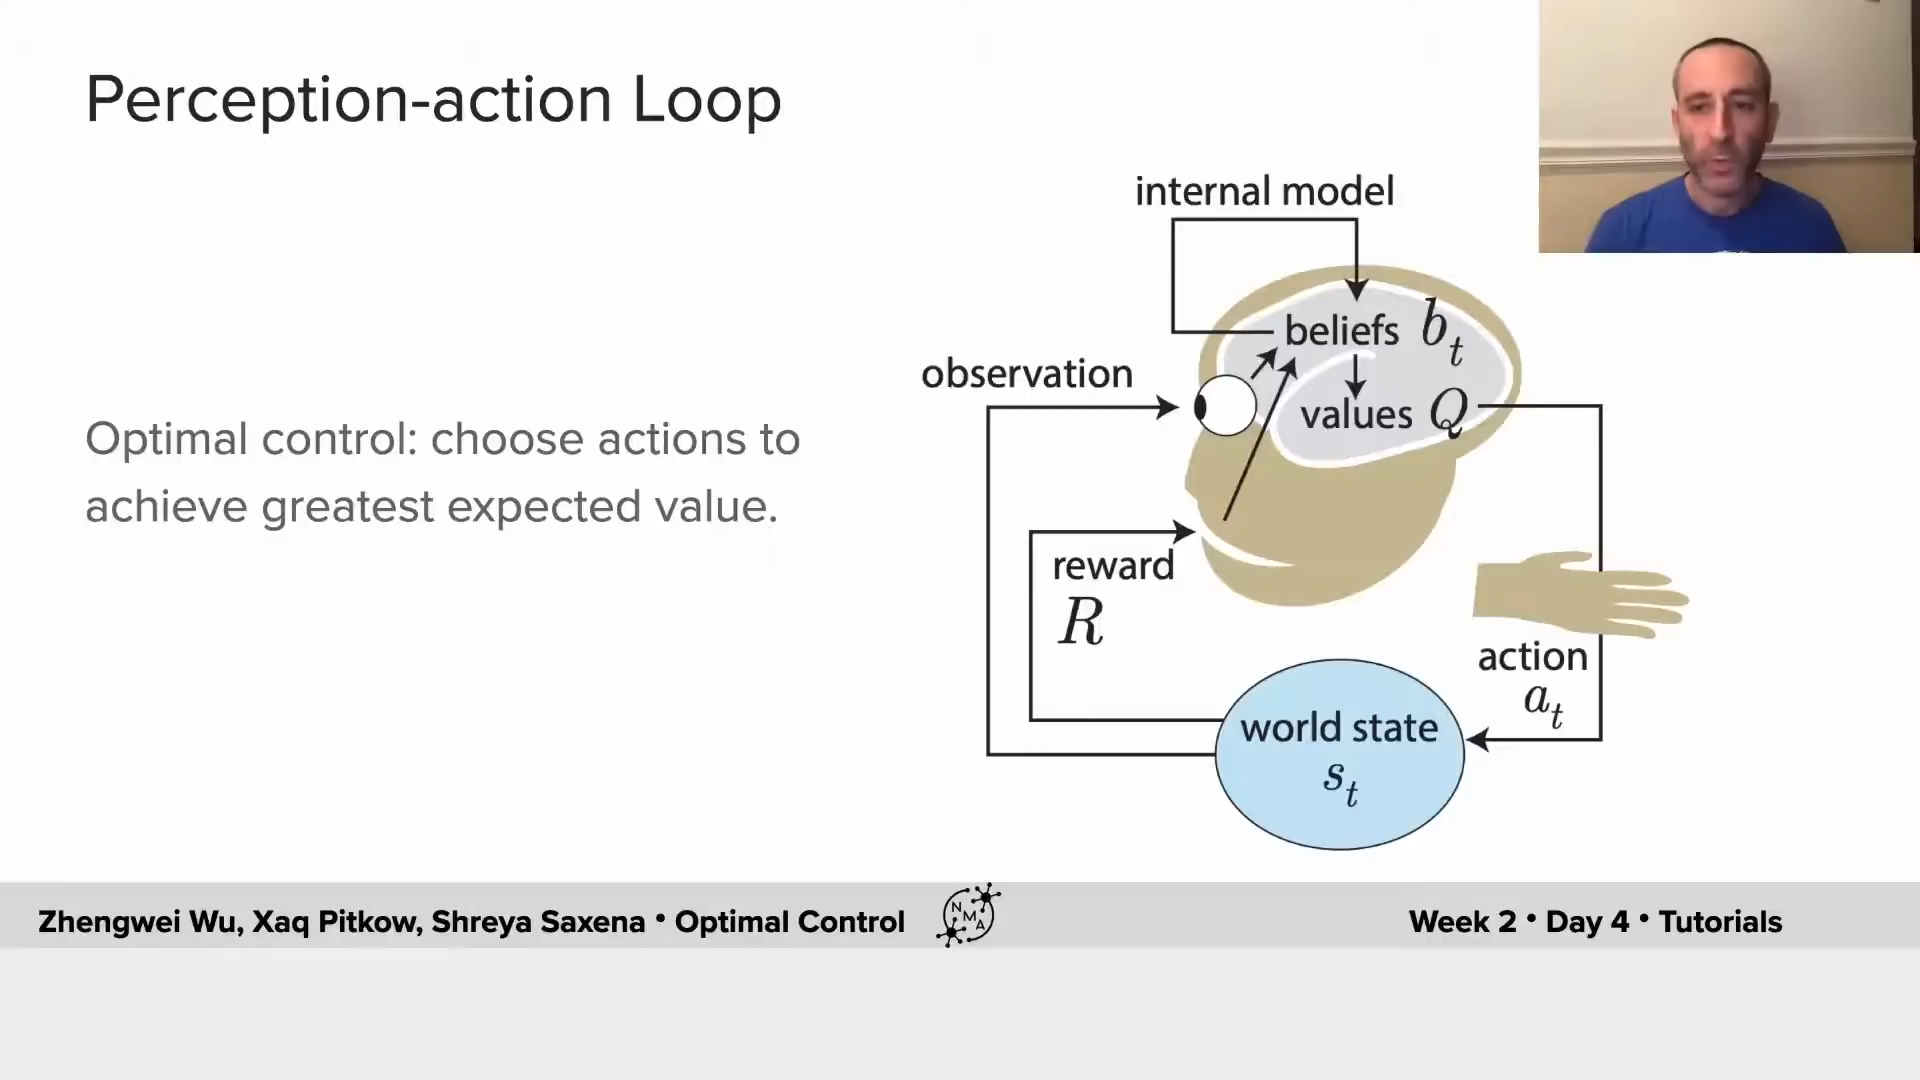 Perception-action Loop
Optimal control: choose actions to
achieve greatest expected value.
internal model
beliefs b_t
observation
values Q
reward
R
action
a_t
world state
s_t
Zhengwei Wu, Xaq Pitkow, Shreya Saxena • Optimal Control
NMA
Week 2 • Day 4 • Tutorials